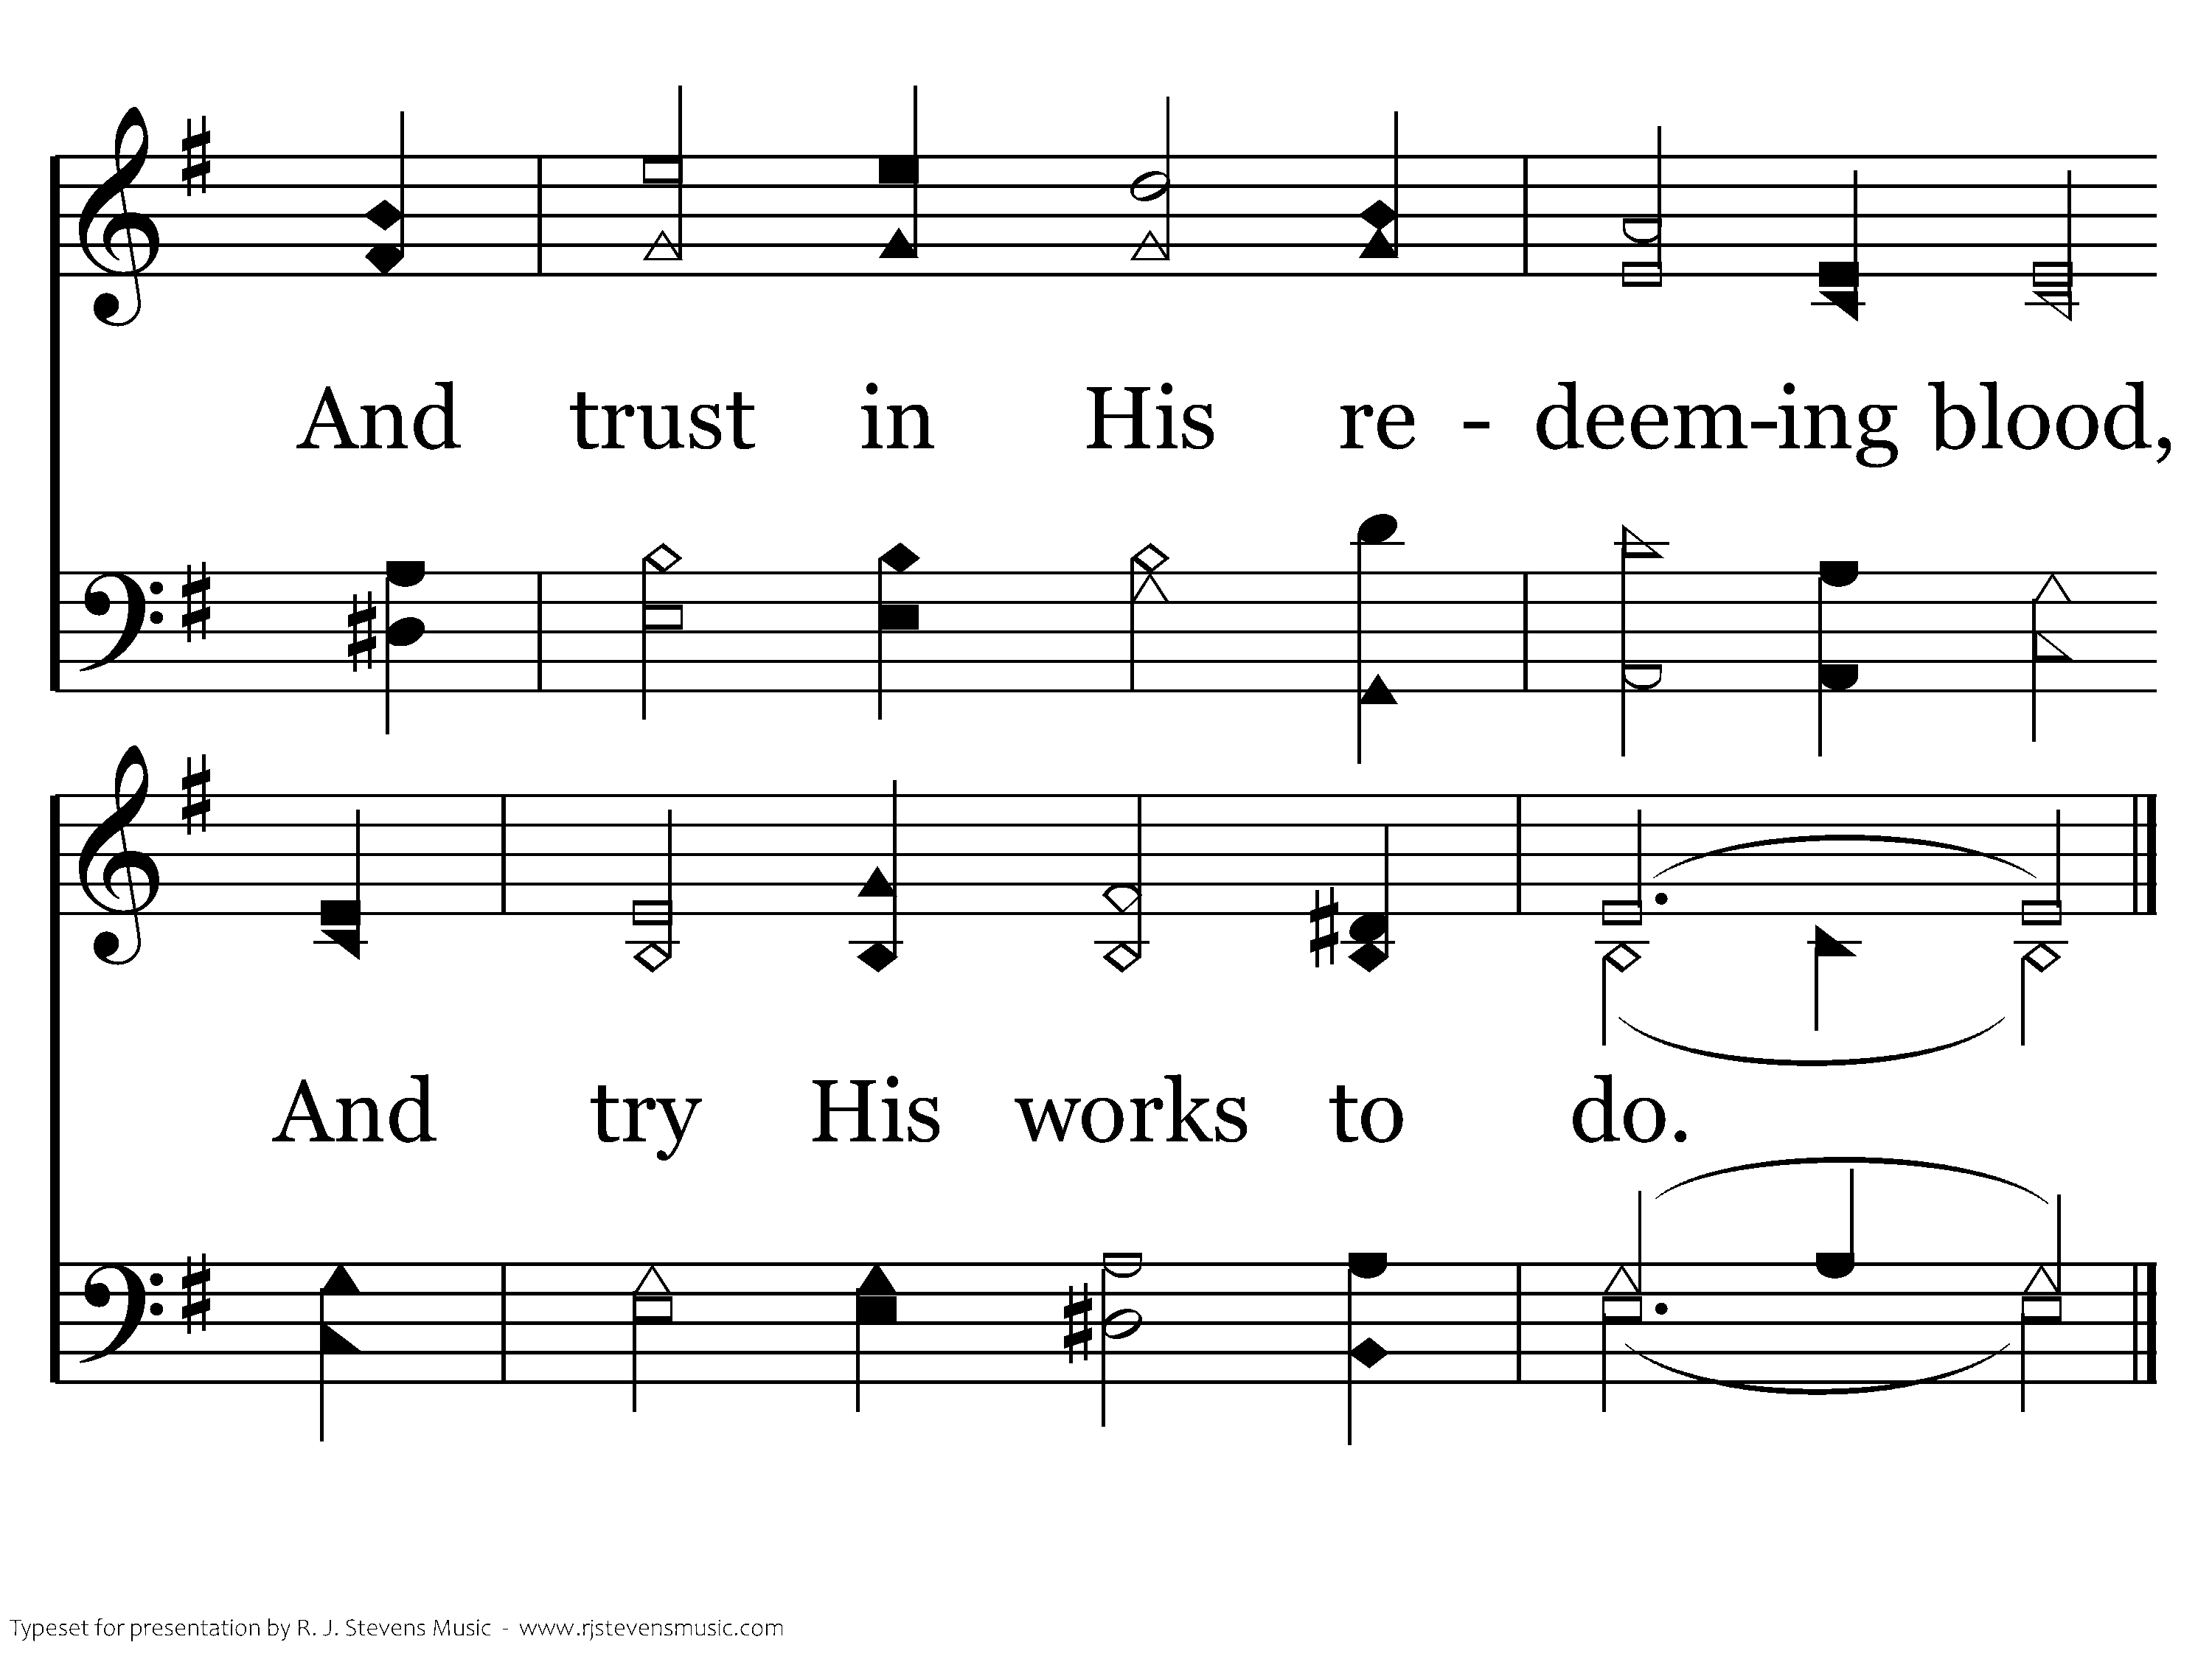 And trust in His re - deem-ing blood,
And try His works to do.
Typeset for presentation by R. J. Stevens Music - www.rjstevensmusic.com